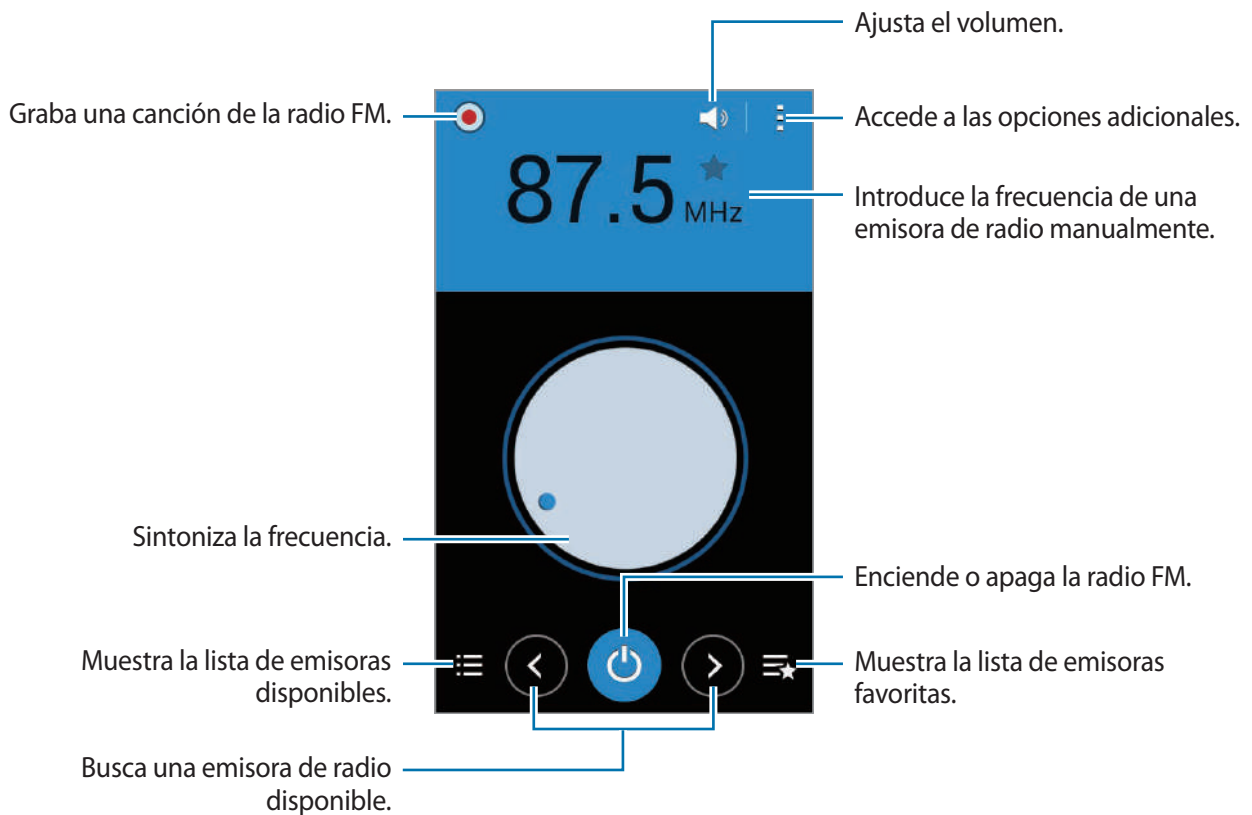 Ajusta el volumen.
Graba una canción de la radio FM.
Accede a las opciones adicionales.
87.5 MHz
Introduce la frecuencia de una
emisora de radio manualmente.
Sintoniza la frecuencia.
Enciende o apaga la radio FM.
Muestra la lista de emisoras
disponibles.
Muestra la lista de emisoras
favoritas.
Busca una emisora de radio
disponible.